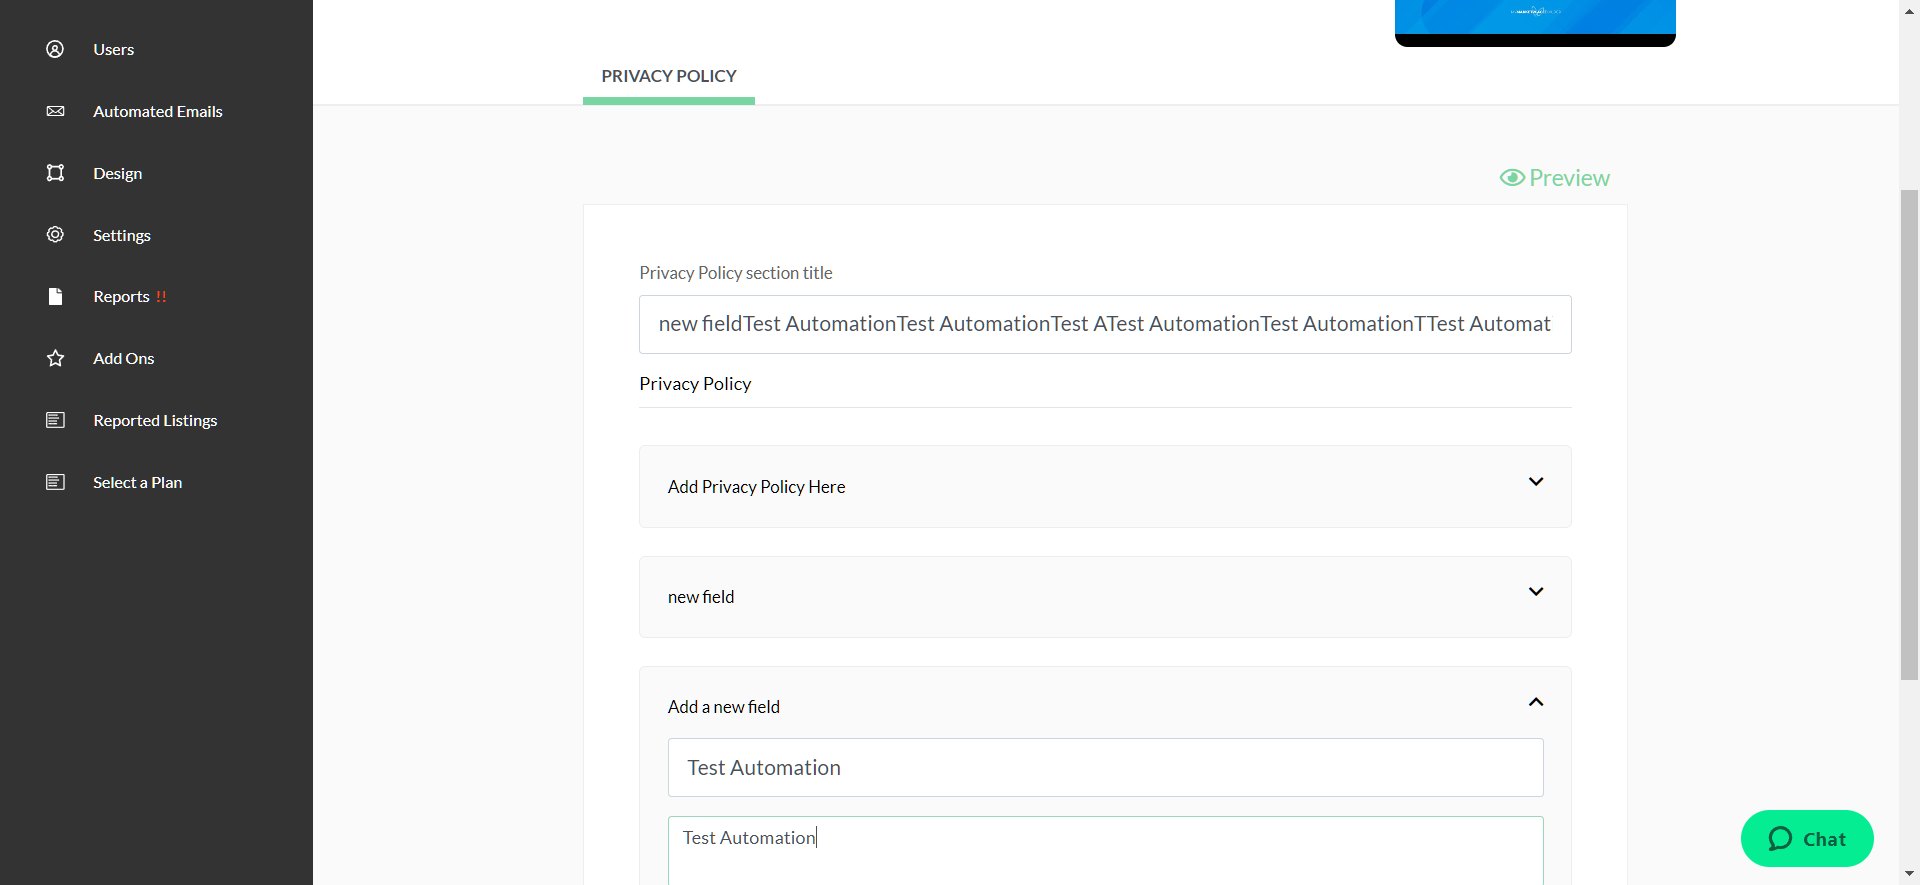 Users
Automated Emails
Design
Settings
Reports !!
Add Ons
Reported Listings
Select a Plan
PRIVACY POLICY
Preview
Privacy Policy section title
new fieldTest AutomationTest AutomationTest ATest AutomationTest AutomationTTest Automat
Privacy Policy
Add Privacy Policy Here
new field
Add a new field
Test Automation
Test Automation
Chat